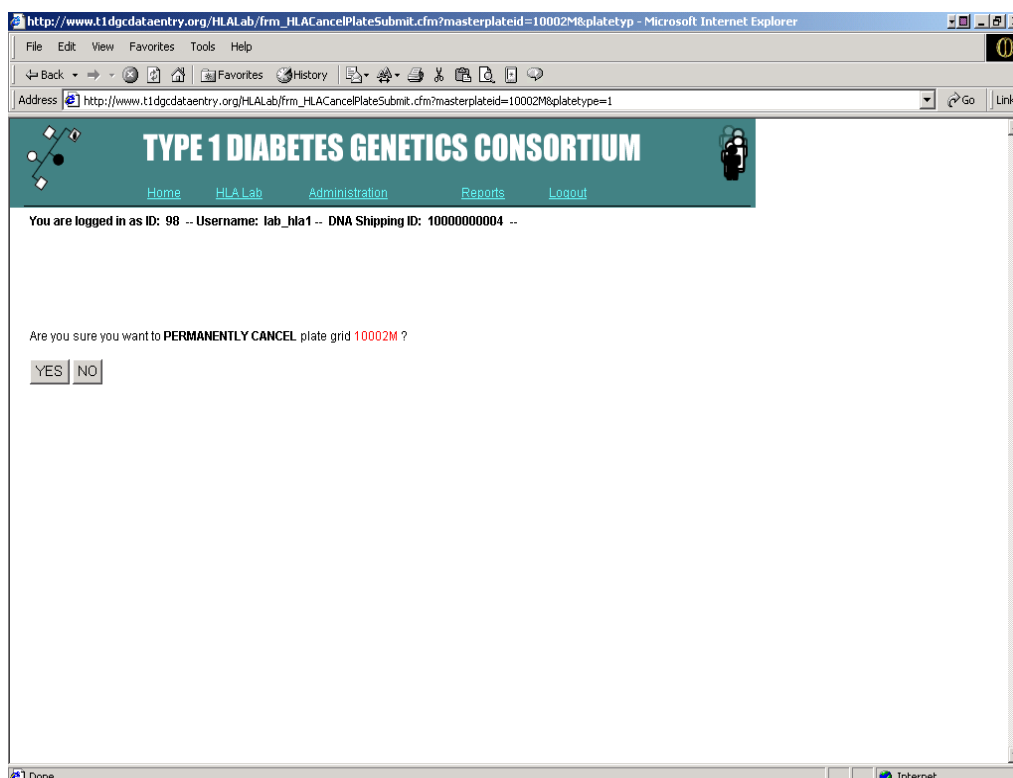 http://www.t1dgcdataentry.org/HLALab/frm_HLACancelPlateSubmit.cfm?masterplateid=10002M&platetyp - Microsoft Internet Explorer
File Edit View Favorites Tools Help
Back Favorites History
Address http://www.t1dgcdataentry.org/HLALab/frm_HLACancelPlateSubmit.cfm?masterplateid=10002M&platetype=1 Go Link
TYPE 1 DIABETES GENETICS CONSORTIUM
Home HLA Lab Administration Reports Logout
You are logged in as ID: 98 -- Username: lab_hla1 -- DNA Shipping ID: 10000000004 --
Are you sure you want to PERMANENTLY CANCEL plate grid 10002M ?
YES NO
Done Internet